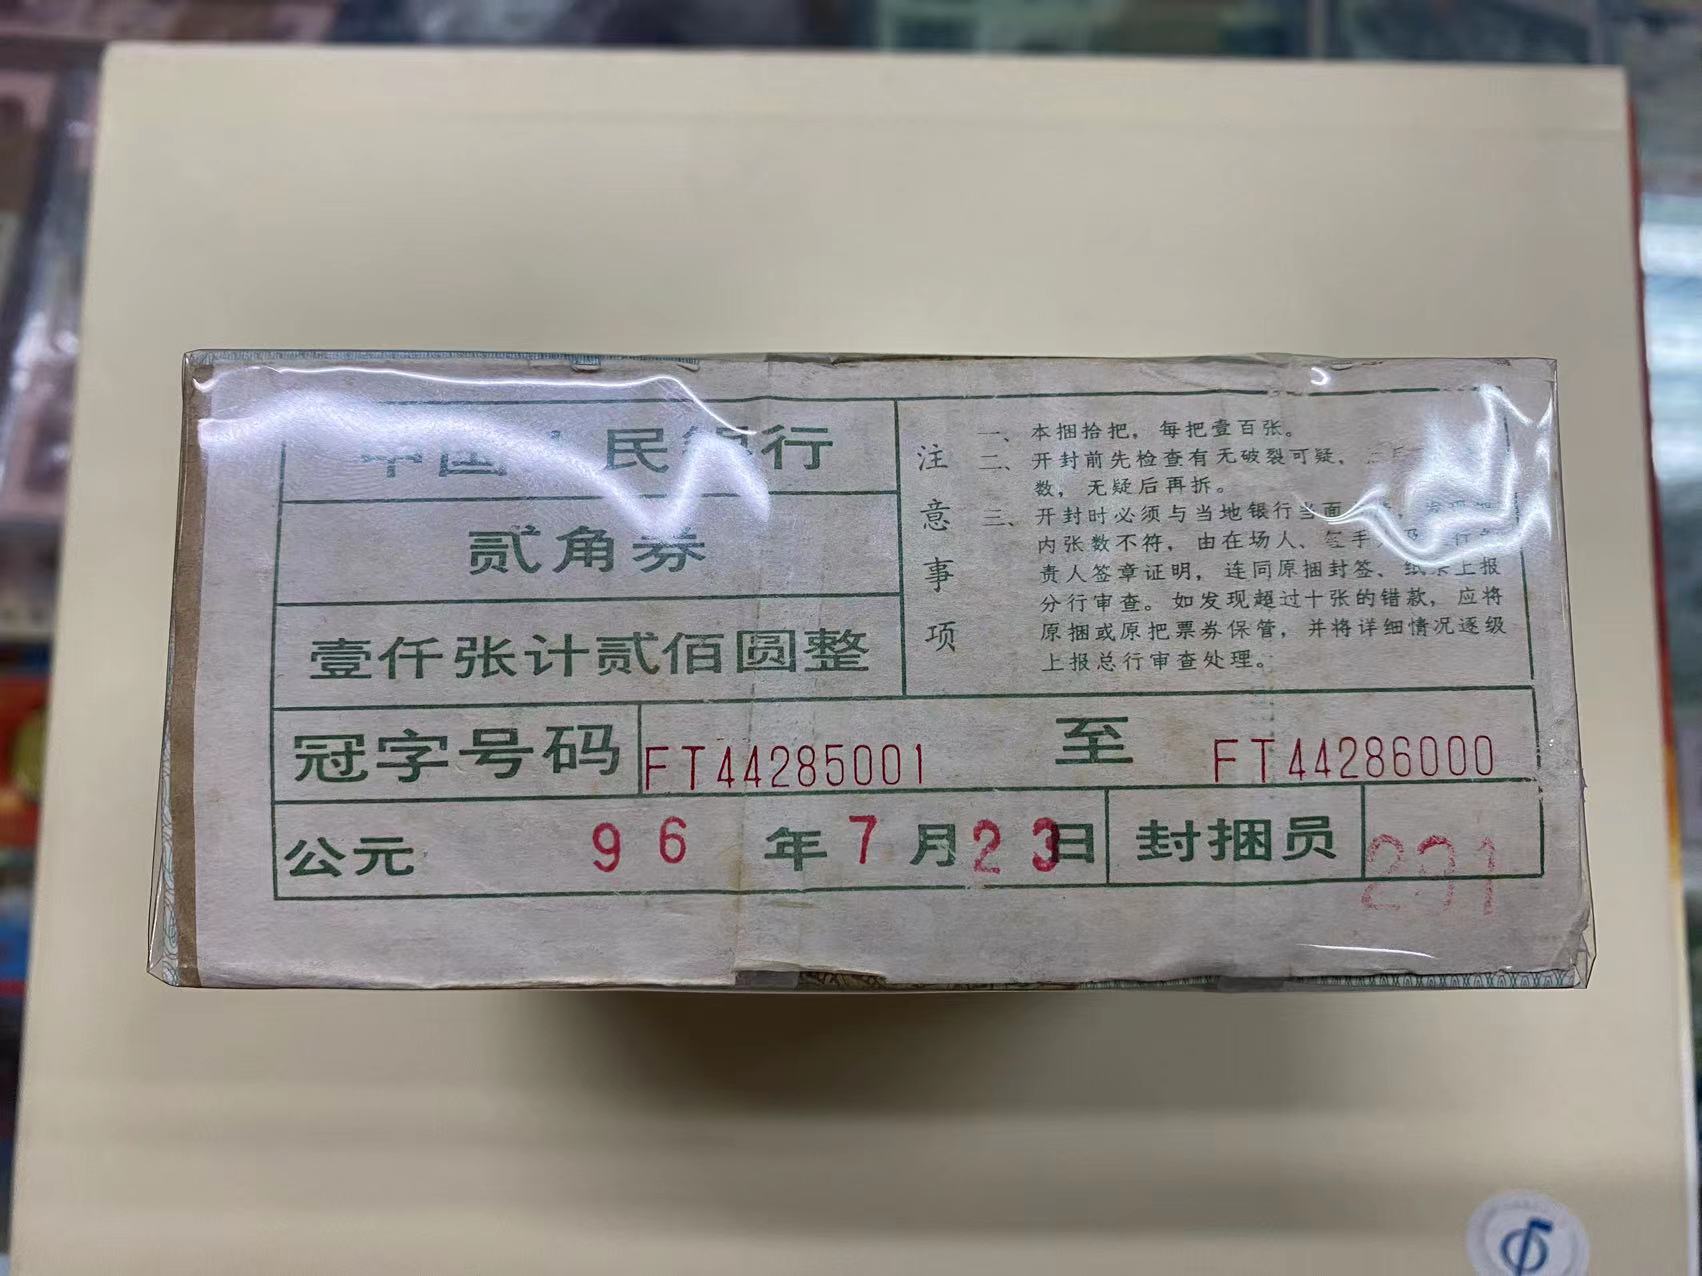 中国人民银行
贰角券
壹仟张计贰佰圆整
注意事项
一、本捆拾把，每把壹百张。
二、开封前先检查有无破裂可疑，
数，无疑后再拆。
三、开封时必须与当地银行当面
内张数不符，由在场人、
责人签章证明，连同原捆封签、纸条上报
分行审查。如发现超过十张的错款，应将
原捆或原把票券保管，并将详细情况逐级
上报总行审查处理。
冠字号码 FT44285001 至 FT44286000
公元 96 年 7 月 23 日 封捆员